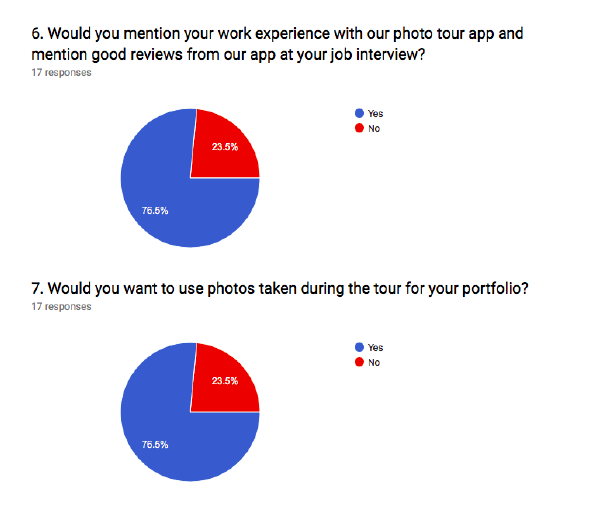 6. Would you mention your work experience with our photo tour app and
mention good reviews from our app at your job interview?
17 responses
Yes
No
23.5%
76.5%
7. Would you want to use photos taken during the tour for your portfolio?
17 responses
Yes
No
23.5%
76.5%